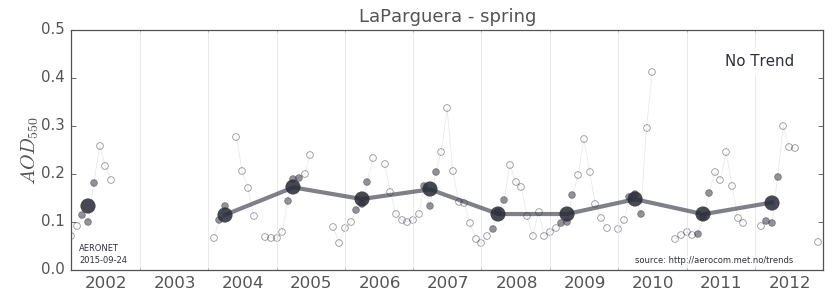 LaParguera - spring
0.5
0.4
0.3
0.2
0.1
0.0
AOD550
No Trend
AERONET
2015-09-24
source: http://aerocom.met.no/trends
2002 2003 2004 2005 2006 2007 2008 2009 2010 2011 2012